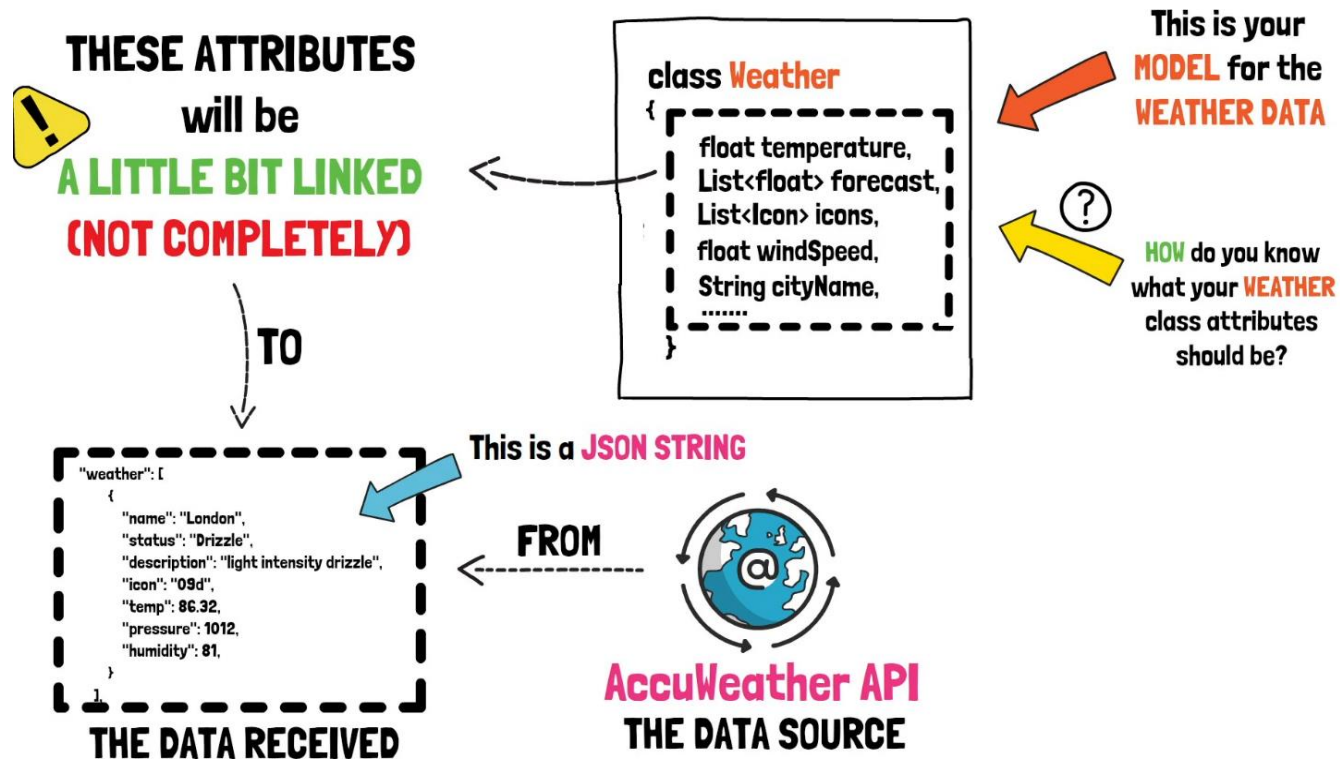 THESE ATTRIBUTES
will be
A LITTLE BIT LINKED
(NOT COMPLETELY)
TO
class Weather
{
float temperature,
List<float> forecast,
List<Icon> icons,
float windSpeed,
String cityName,
.......
}
This is your
MODEL for the
WEATHER DATA
?
HOW do you know
what your WEATHER
class attributes
should be?
This is a JSON STRING
"weather": [
{
"name": "London",
"status": "Drizzle",
"description": "light intensity drizzle",
"icon": "09d",
"temp": 86.32,
"pressure": 1012,
"humidity": 81,
}
],
THE DATA RECEIVED
FROM
@
AccuWeather API
THE DATA SOURCE